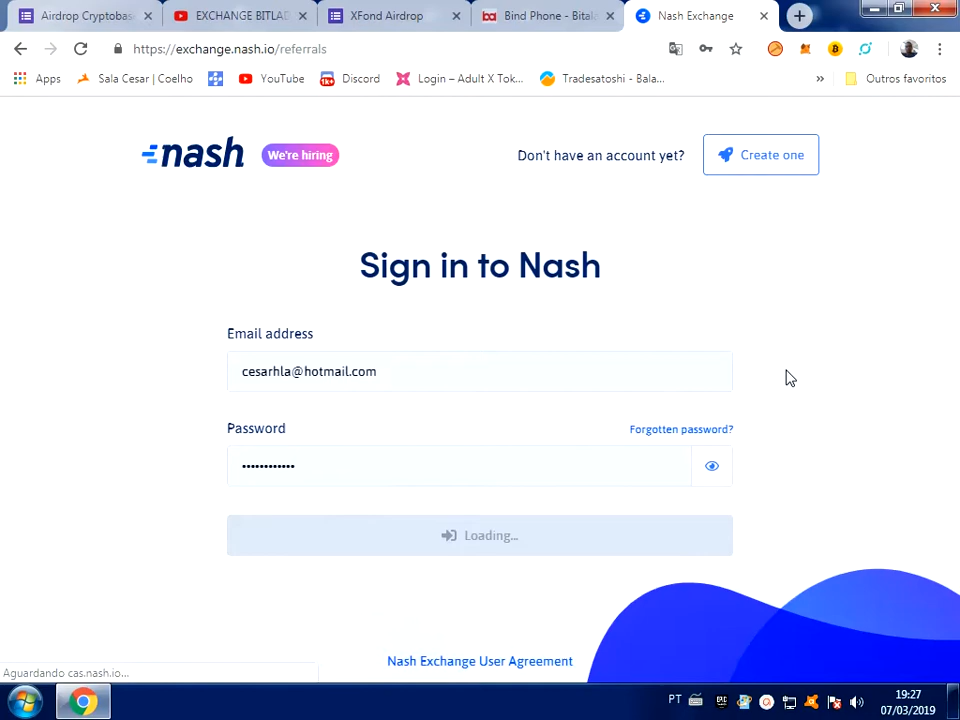 Airdrop Cryptobas
EXCHANGE BITLAD
XFond Airdrop
Bind Phone - Bitala
Nash Exchange
https://exchange.nash.io/referrals
Apps
Sala Cesar | Coelho
YouTube
Discord
Login – Adult X Tok...
Tradesatoshi - Bala...
»
Outros favoritos
nash
We're hiring
Don't have an account yet?
Create one
Sign in to Nash
Email address
cesarhla@hotmail.com
Password
Forgotten password?
••••••••••••
Loading...
Nash Exchange User Agreement
Aguardando cas.nash.io...
PT
19:27
07/03/2019